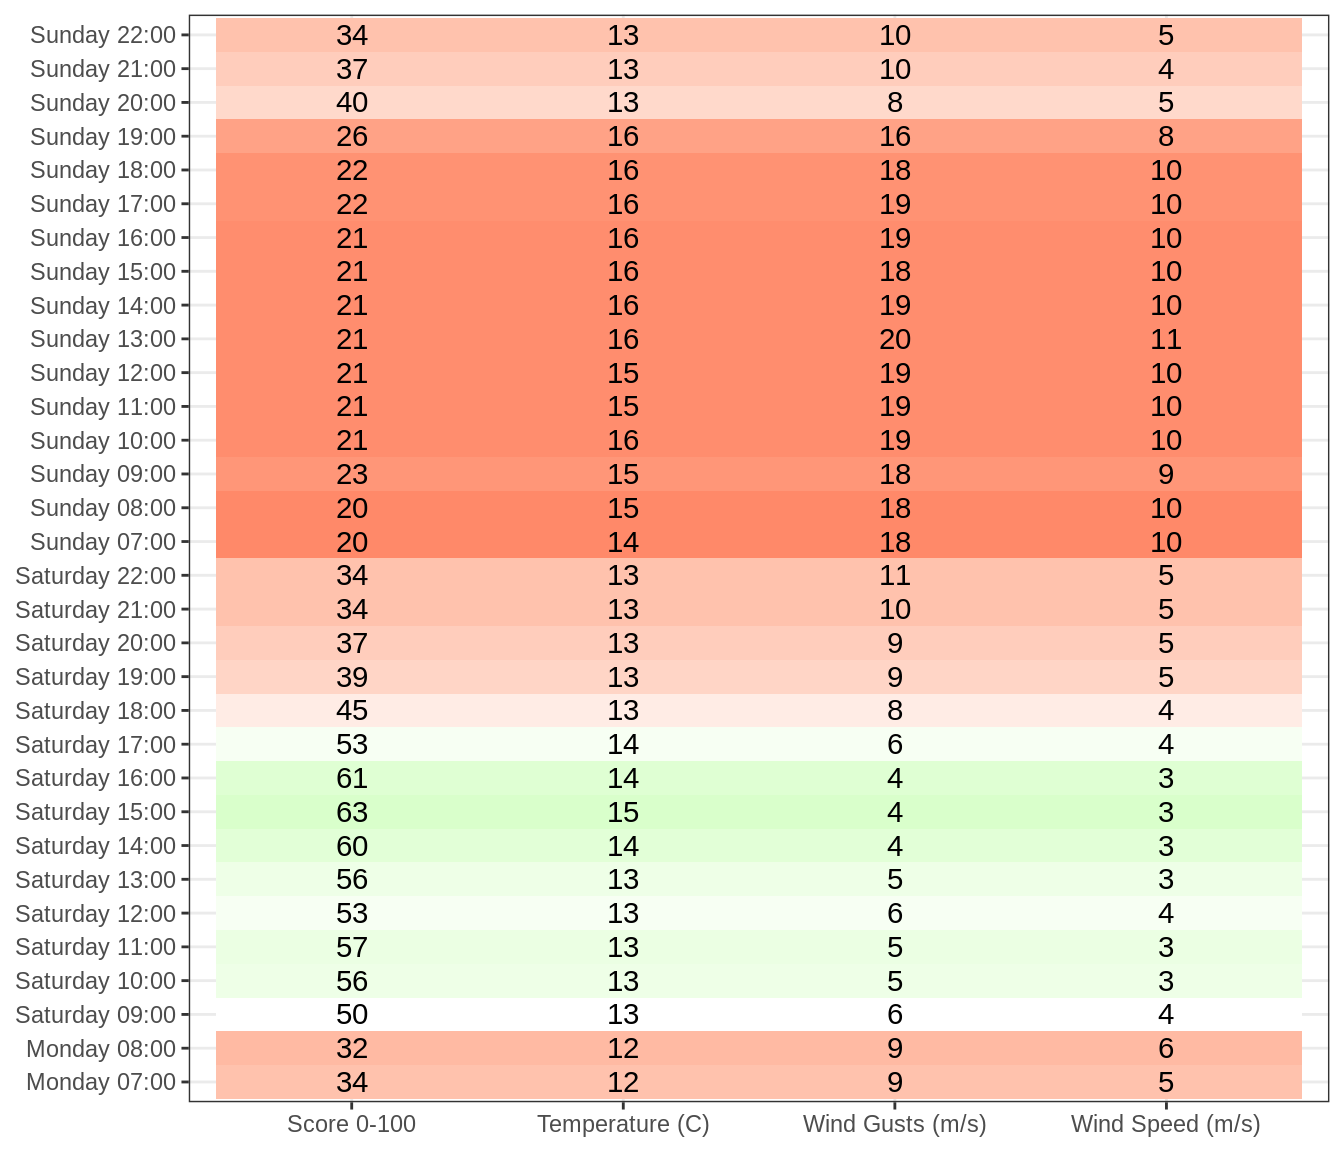 Sunday 22:00 34 13 10 5
Sunday 21:00 37 13 10 4
Sunday 20:00 40 13 8 5
Sunday 19:00 26 16 16 8
Sunday 18:00 22 16 18 10
Sunday 17:00 22 16 19 10
Sunday 16:00 21 16 19 10
Sunday 15:00 21 16 18 10
Sunday 14:00 21 16 19 10
Sunday 13:00 21 16 20 11
Sunday 12:00 21 15 19 10
Sunday 11:00 21 15 19 10
Sunday 10:00 21 16 19 10
Sunday 09:00 23 15 18 9
Sunday 08:00 20 15 18 10
Sunday 07:00 20 14 18 10
Saturday 22:00 34 13 11 5
Saturday 21:00 34 13 10 5
Saturday 20:00 37 13 9 5
Saturday 19:00 39 13 9 5
Saturday 18:00 45 13 8 4
Saturday 17:00 53 14 6 4
Saturday 16:00 61 14 4 3
Saturday 15:00 63 15 4 3
Saturday 14:00 60 14 4 3
Saturday 13:00 56 13 5 3
Saturday 12:00 53 13 6 4
Saturday 11:00 57 13 5 3
Saturday 10:00 56 13 5 3
Saturday 09:00 50 13 6 4
Monday 08:00 32 12 9 6
Monday 07:00 34 12 9 5
Score 0-100 Temperature (C) Wind Gusts (m/s) Wind Speed (m/s)